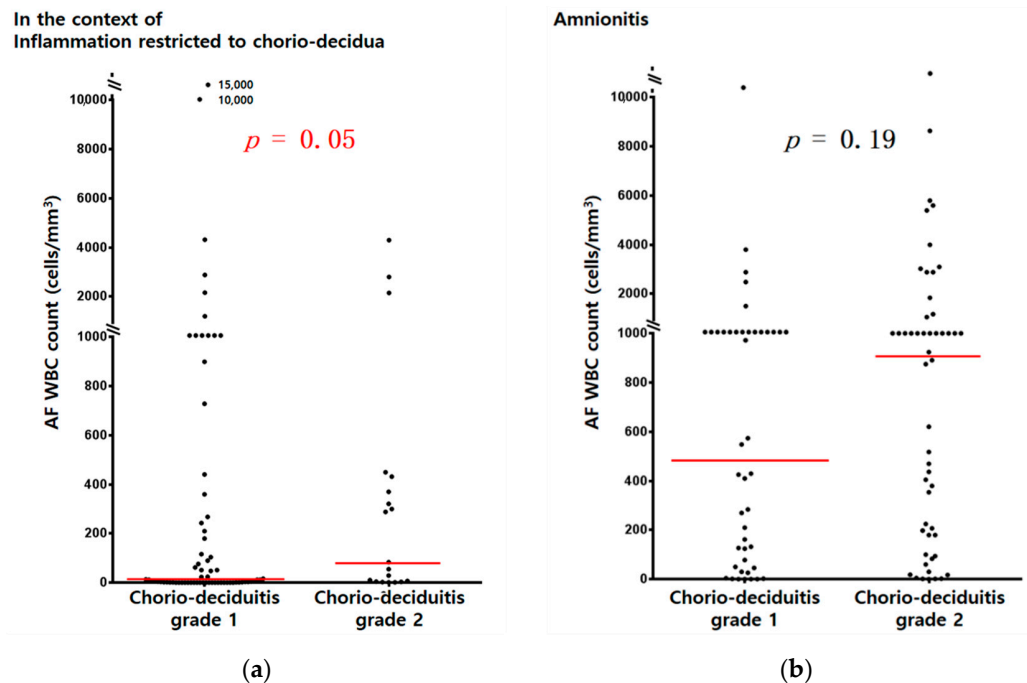 In the context of
Inflammation restricted to chorio-decidua
15,000
10,000
p = 0.05
AF WBC count (cells/mm³)
10,000
8000
6000
4000
2000
1000
800
600
400
200
0
Chorio-deciduitis
grade 1
Chorio-deciduitis
grade 2
(a)
Amnionitis
p = 0.19
AF WBC count (cells/mm³)
10,000
8000
6000
4000
2000
1000
800
600
400
200
0
Chorio-deciduitis
grade 1
Chorio-deciduitis
grade 2
(b)